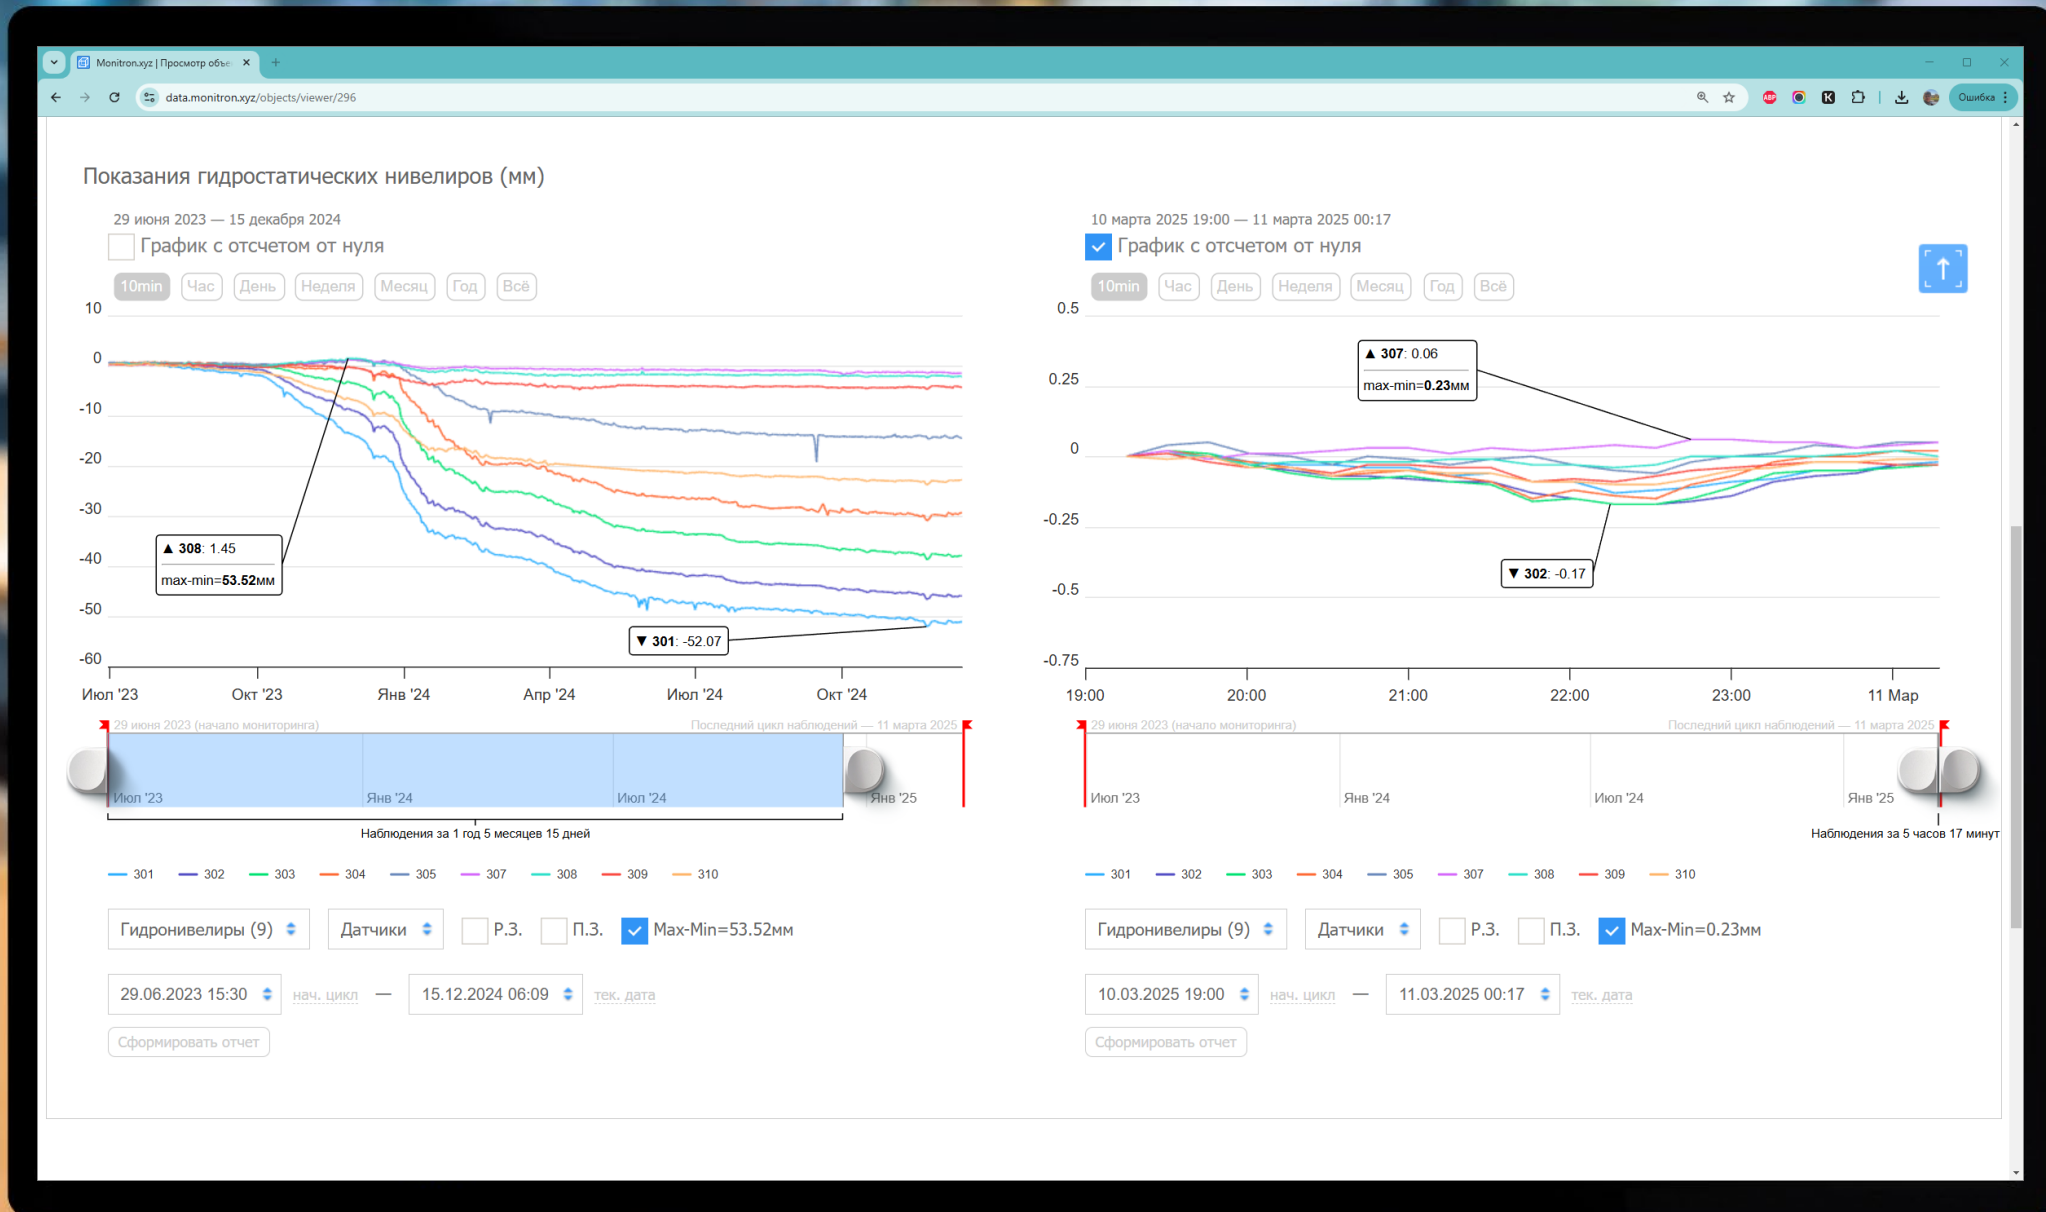 Monitron.xyz | Просмотр объе
data.monitron.xyz/objects/viewer/296
ABP
K
Ошибка
Показания гидростатических нивелиров (мм)
29 июня 2023 — 15 декабря 2024
График с отсчетом от нуля
10min Час День Неделя Месяц Год Всё
10
0
-10
-20
-30
-40
-50
-60
▲ 308: 1.45
max-min=53.52мм
▼ 301: -52.07
Июл '23 Окт '23 Янв '24 Апр '24 Июл '24 Окт '24
29 июня 2023 (начало мониторинга) Последний цикл наблюдений — 11 марта 2025
Июл '23 Янв '24 Июл '24 Янв '25
Наблюдения за 1 год 5 месяцев 15 дней
301 302 303 304 305 307 308 309 310
Гидронивелиры (9) Датчики Р.З. П.З. Max-Min=53.52мм
29.06.2023 15:30 нач. цикл — 15.12.2024 06:09 тек. дата
Сформировать отчет
10 марта 2025 19:00 — 11 марта 2025 00:17
График с отсчетом от нуля
10min Час День Неделя Месяц Год Всё
0.5
0.25
0
-0.25
-0.5
-0.75
▲ 307: 0.06
max-min=0.23мм
▼ 302: -0.17
19:00 20:00 21:00 22:00 23:00 11 Мар
29 июня 2023 (начало мониторинга) Последний цикл наблюдений — 11 марта 2025
Июл '23 Янв '24 Июл '24 Янв '25
Наблюдения за 5 часов 17 минут
301 302 303 304 305 307 308 309 310
Гидронивелиры (9) Датчики Р.З. П.З. Max-Min=0.23мм
10.03.2025 19:00 нач. цикл — 11.03.2025 00:17 тек. дата
Сформировать отчет